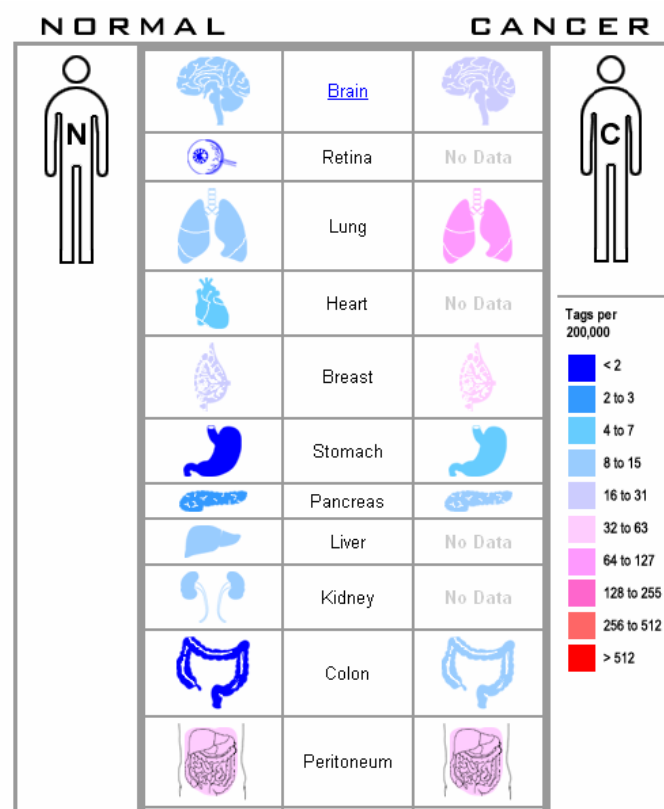 NORMAL CANCER
N
C
Brain
Retina No Data
Lung
Heart No Data
Breast
Stomach
Pancreas
Liver No Data
Kidney No Data
Colon
Peritoneum
Tags per
200,000
< 2
2 to 3
4 to 7
8 to 15
16 to 31
32 to 63
64 to 127
128 to 255
256 to 512
> 512